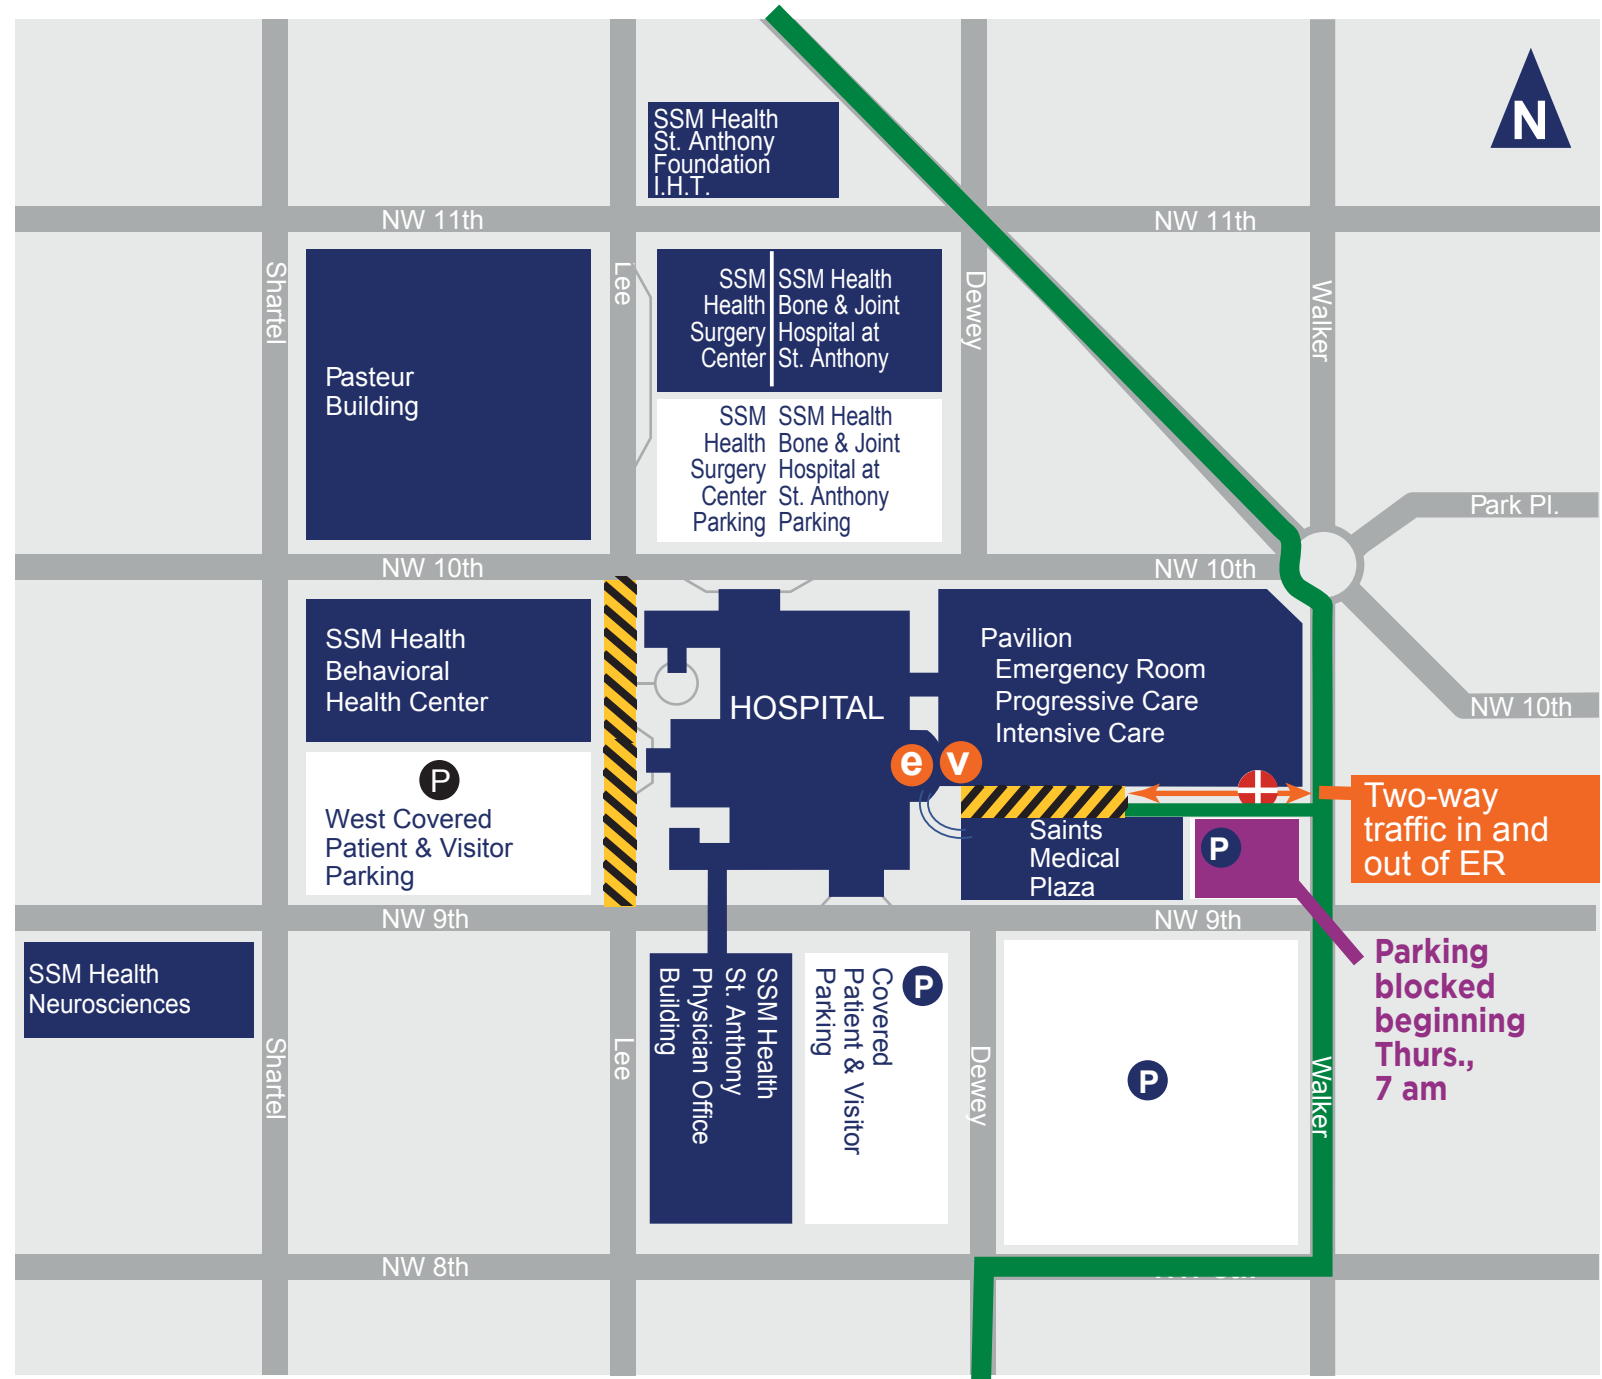 N
SSM Health
St. Anthony
Foundation
I.H.T.
NW 11th
NW 11th
Shartel
Lee
Dewey
Walker
Pasteur
Building
SSM
Health
Surgery
Center
SSM Health
Bone & Joint
Hospital at
St. Anthony
SSM
Health
Surgery
Center
Parking
SSM Health
Bone & Joint
Hospital at
St. Anthony
Parking
Park Pl.
NW 10th
NW 10th
NW 10th
SSM Health
Behavioral
Health Center
HOSPITAL
Pavilion
Emergency Room
Progressive Care
Intensive Care
e
v
P
West Covered
Patient & Visitor
Parking
Saints
Medical
Plaza
P
Two-way
traffic in and
out of ER
NW 9th
NW 9th
SSM Health
Neurosciences
SSM Health
St. Anthony
Physician Office
Building
P
Covered
Patient & Visitor
Parking
P
Parking
blocked
beginning
Thurs.,
7 am
Shartel
Lee
Dewey
Walker
NW 8th